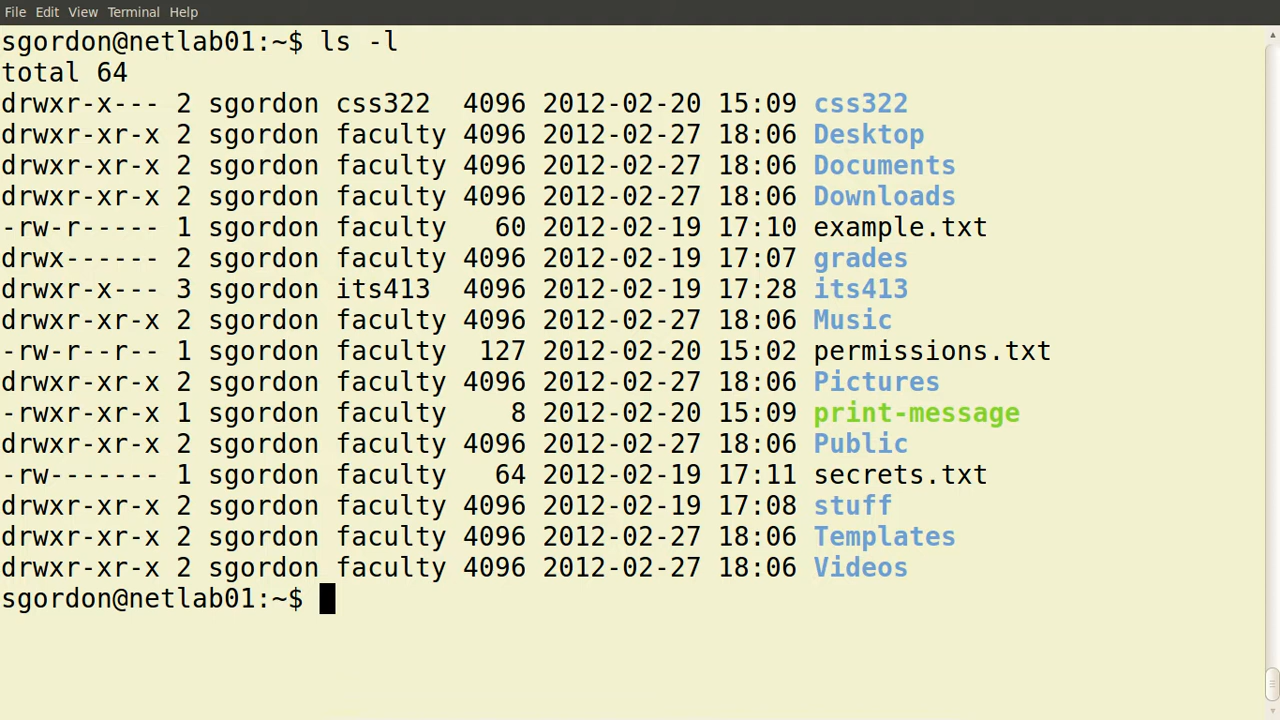 File Edit View Terminal Help
sgordon@netlab01:~$ ls -l
total 64
drwxr-x--- 2 sgordon css322  4096 2012-02-20 15:09 css322
drwxr-xr-x 2 sgordon faculty 4096 2012-02-27 18:06 Desktop
drwxr-xr-x 2 sgordon faculty 4096 2012-02-27 18:06 Documents
drwxr-xr-x 2 sgordon faculty 4096 2012-02-27 18:06 Downloads
-rw-r----- 1 sgordon faculty   60 2012-02-19 17:10 example.txt
drwx------ 2 sgordon faculty 4096 2012-02-19 17:07 grades
drwxr-x--- 3 sgordon its413  4096 2012-02-19 17:28 its413
drwxr-xr-x 2 sgordon faculty 4096 2012-02-27 18:06 Music
-rw-r--r-- 1 sgordon faculty  127 2012-02-20 15:02 permissions.txt
drwxr-xr-x 2 sgordon faculty 4096 2012-02-27 18:06 Pictures
-rwxr-xr-x 1 sgordon faculty    8 2012-02-20 15:09 print-message
drwxr-xr-x 2 sgordon faculty 4096 2012-02-27 18:06 Public
-rw------- 1 sgordon faculty   64 2012-02-19 17:11 secrets.txt
drwxr-xr-x 2 sgordon faculty 4096 2012-02-19 17:08 stuff
drwxr-xr-x 2 sgordon faculty 4096 2012-02-27 18:06 Templates
drwxr-xr-x 2 sgordon faculty 4096 2012-02-27 18:06 Videos
sgordon@netlab01:~$